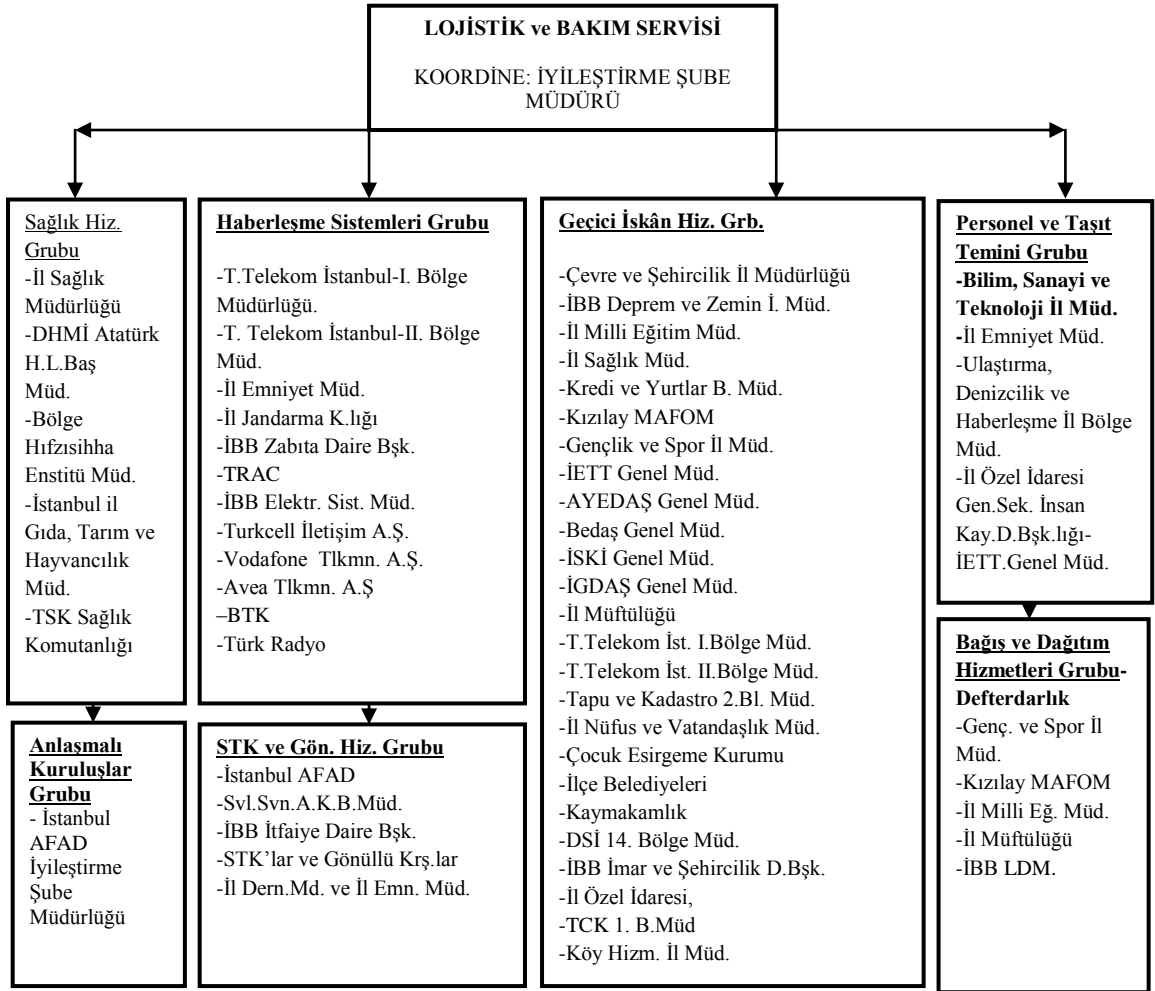 LOJİSTİK ve BAKIM SERVİSİ
KOORDİNE: İYİLEŞTİRME ŞUBE
MÜDÜRÜ
Sağlık Hiz.
Grubu
-İl Sağlık
Müdürlüğü
-DHMİ Atatürk
H.L.Baş
Müd.
-Bölge
Hıfzısihha
Enstitü Müd.
-İstanbul il
Gıda, Tarım ve
Hayvancılık
Müd.
-TSK Sağlık
Komutanlığı
Anlaşmalı
Kuruluşlar
Grubu
- İstanbul
AFAD
İyileştirme
Şube
Müdürlüğü
Haberleşme Sistemleri Grubu
-T.Telekom İstanbul-I. Bölge
Müdürlüğü.
-T. Telekom İstanbul-II. Bölge
Müd.
-İl Emniyet Müd.
-İl Jandarma K.lığı
-İBB Zabıta Daire Bşk.
-TRAC
-İBB Elektr. Sist. Müd.
-Turkcell İletişim A.Ş.
-Vodafone Tlkmn. A.Ş.
-Avea Tlkmn. A.Ş
–BTK
-Türk Radyo
STK ve Gön. Hiz. Grubu
-İstanbul AFAD
-Svl.Svn.A.K.B.Müd.
-İBB İtfaiye Daire Bşk.
-STK’lar ve Gönüllü Krş.lar
-İl Dern.Md. ve İl Emn. Müd.
Geçici İskân Hiz. Grb.
-Çevre ve Şehircilik İl Müdürlüğü
-İBB Deprem ve Zemin İ. Müd.
-İl Milli Eğitim Müd.
-İl Sağlık Müd.
-Kredi ve Yurtlar B. Müd.
-Kızılay MAFOM
-Gençlik ve Spor İl Müd.
-İETT Genel Müd.
-AYEDAŞ Genel Müd.
-Bedaş Genel Müd.
-İSKİ Genel Müd.
-İGDAŞ Genel Müd.
-İl Müftülüğü
-T.Telekom İst. I.Bölge Müd.
-T.Telekom İst. II.Bölge Müd.
-Tapu ve Kadastro 2.Bl. Müd.
-İl Nüfus ve Vatandaşlık Müd.
-Çocuk Esirgeme Kurumu
-İlçe Belediyeleri
-Kaymakamlık
-DSİ 14. Bölge Müd.
-İBB İmar ve Şehircilik D.Bşk.
-İl Özel İdaresi,
-TCK 1. B.Müd
-Köy Hizm. İl Müd.
Personel ve Taşıt
Temini Grubu
-Bilim, Sanayi ve
Teknoloji İl Müd.
-İl Emniyet Müd.
-Ulaştırma,
Denizcilik ve
Haberleşme İl Bölge
Müd.
-İl Özel İdaresi
Gen.Sek. İnsan
Kay.D.Bşk.lığı-
İETT.Genel Müd.
Bağış ve Dağıtım
Hizmetleri Grubu-
Defterdarlık
-Genç. ve Spor İl
Müd.
-Kızılay MAFOM
-İl Milli Eğ. Müd.
-İl Müftülüğü
-İBB LDM.